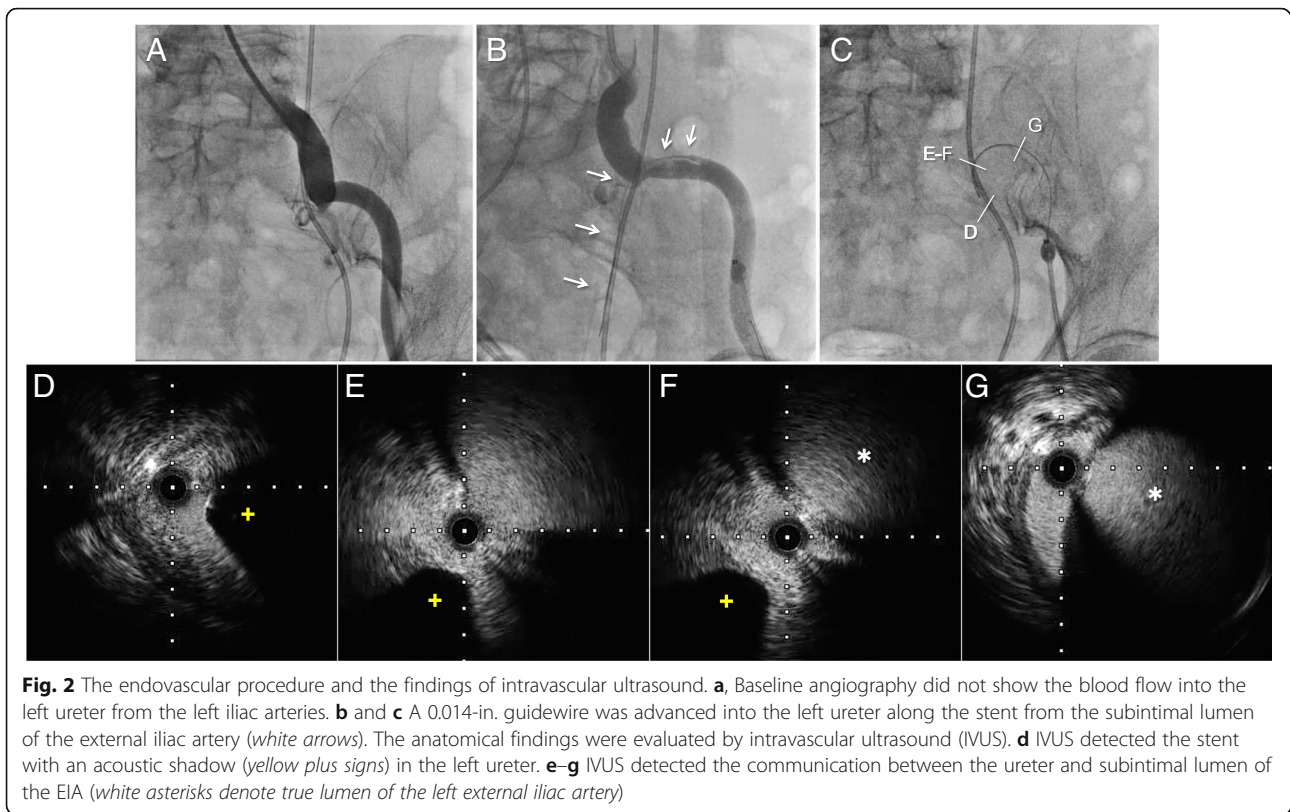 A
B
C
G
E-F
D
D
E
F
G
+
+
+
*
*
Fig. 2 The endovascular procedure and the findings of intravascular ultrasound. a, Baseline angiography did not show the blood flow into the
left ureter from the left iliac arteries. b and c A 0.014-in. guidewire was advanced into the left ureter along the stent from the subintimal lumen
of the external iliac artery (white arrows). The anatomical findings were evaluated by intravascular ultrasound (IVUS). d IVUS detected the stent
with an acoustic shadow (yellow plus signs) in the left ureter. e–g IVUS detected the communication between the ureter and subintimal lumen of
the EIA (white asterisks denote true lumen of the left external iliac artery)